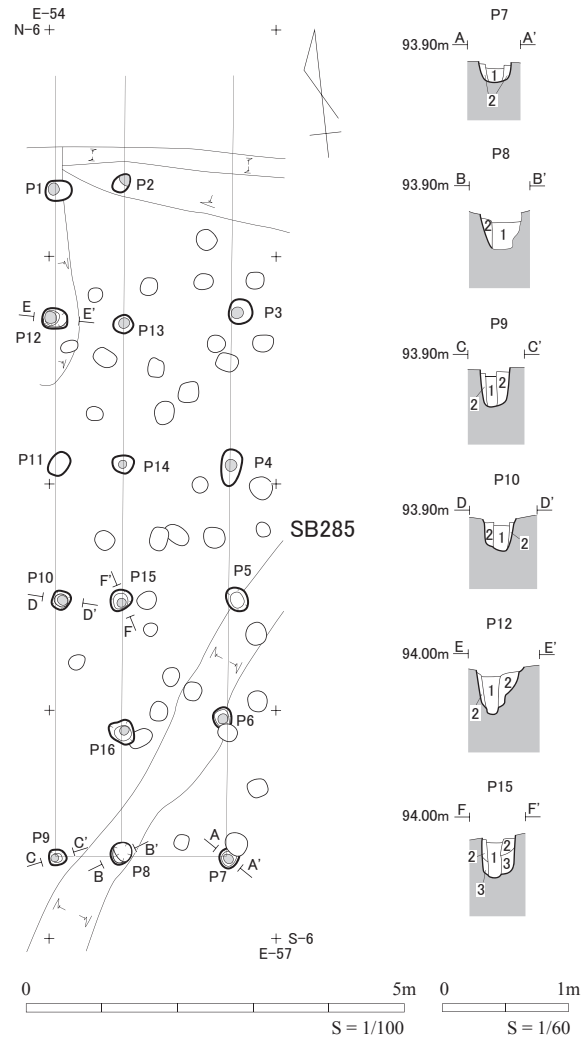 E-54
N-6
P1
P2
E
E'
P12
P13
P3
P11
P14
P4
SB285
P10
P15
P5
F'
D
D'
F
P16
P6
P9
C
C'
B
B'
P8
A
A'
P7
S-6
E-57
0
5m
S = 1/100
P7
93.90m
A
A'
1
2
P8
93.90m
B
B'
2
1
P9
93.90m
C
C'
1
2
2
P10
93.90m
D
D'
2
1
2
P12
94.00m
E
E'
1
2
2
P15
94.00m
F
F'
2
1
2
3
3
0
1m
S = 1/60